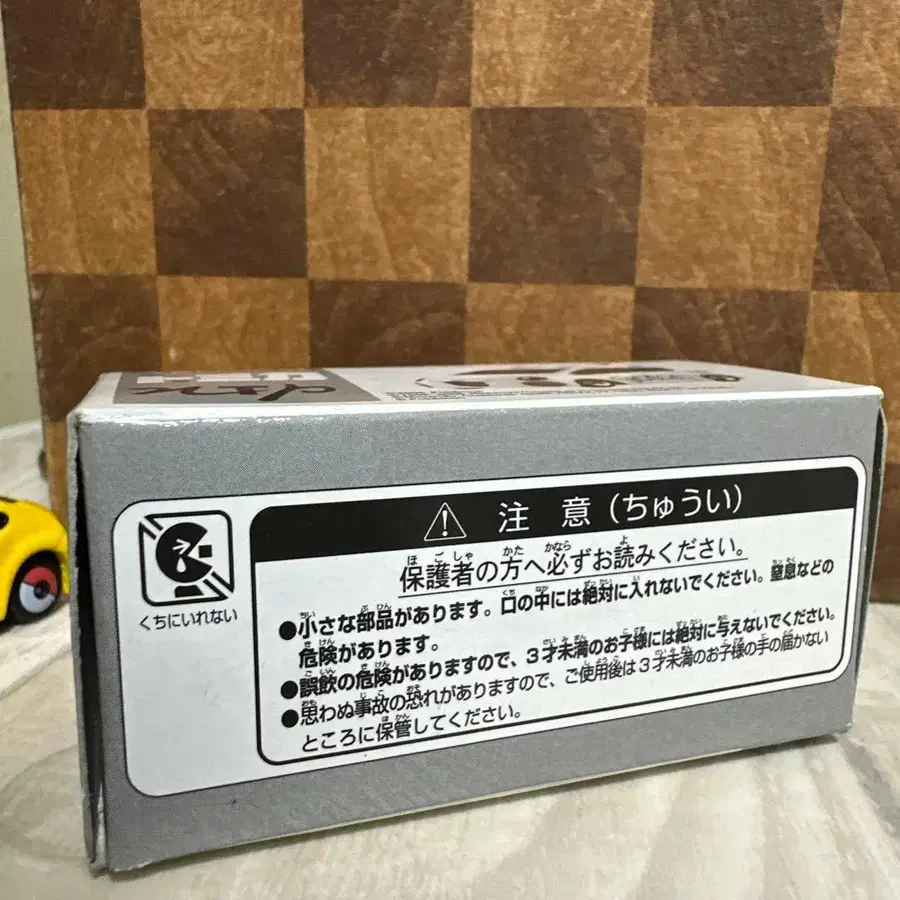 注意（ちゅうい）
保護者の方へ必ずお読みください。
●小さな部品があります。口の中には絶対に入れないでください。窒息などの
危険があります。
●誤飲の危険がありますので、３才未満のお子様には絶対に与えないでください。
●思わぬ事故の恐れがありますので、ご使用後は３才未満のお子様の手の届かない
ところに保管してください。
くちにいれない